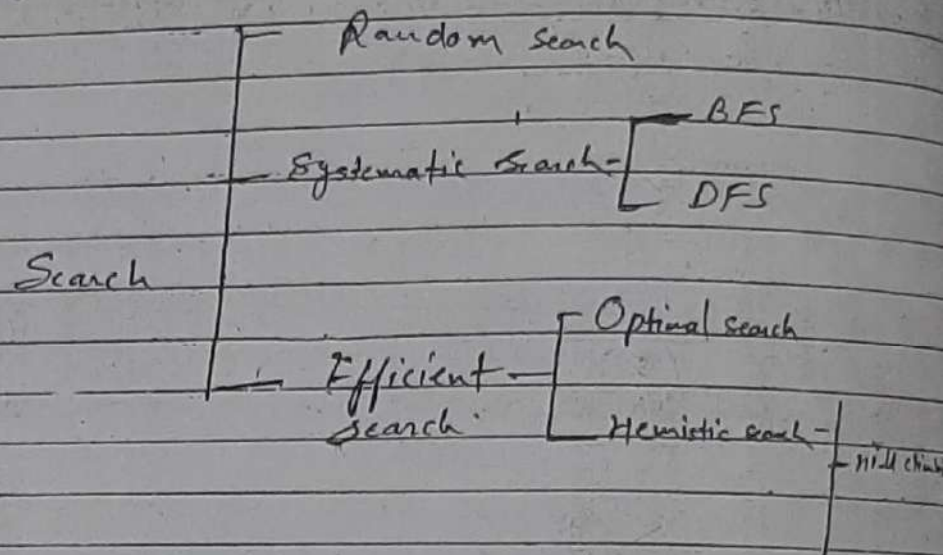 Random search
BFS
Systematic Search
DFS
Search
Optimal search
Efficient
search
Heuristic search
Hill climb